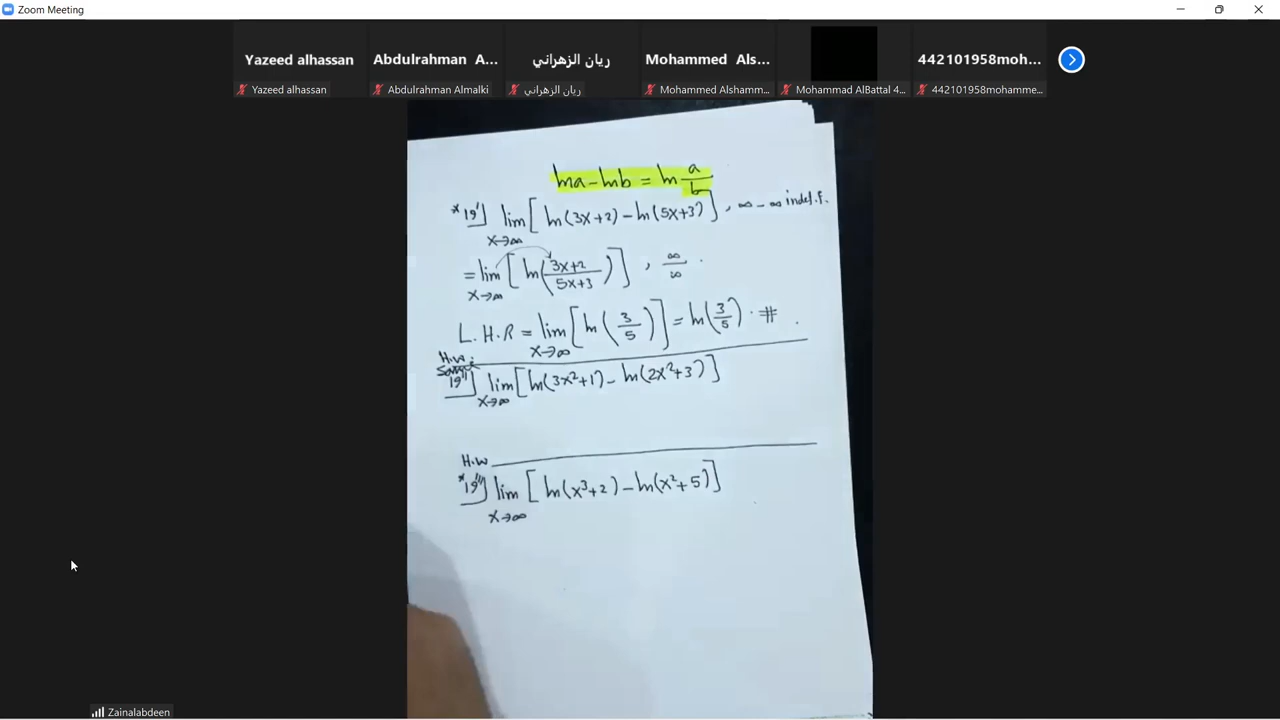 Zoom Meeting
Yazeed alhassan
Abdulrahman A...
ريان الزهراني
Mohammed Als...
442101958moh...
Yazeed alhassan
Abdulrahman Almalki
ريان الزهراني
Mohammed Alshamm...
Mohammad AlBattal 4...
442101958mohamme...
lna - lnb = ln a/b
*19'] lim x→∞ [ln(3x+2) - ln(5x+3)], ∞ - ∞ indet.F.
= lim x→∞ [ln(3x+2/5x+3)], ∞/∞ .
L.H.R = lim x→∞ [ln(3/5)] = ln(3/5) . #
H.W:
19''] lim x→∞ [ln(3x²+1) - ln(2x²+3)]
H.W
*19'''] lim x→∞ [ln(x³+2) - ln(x²+5)]
Zainalabdeen